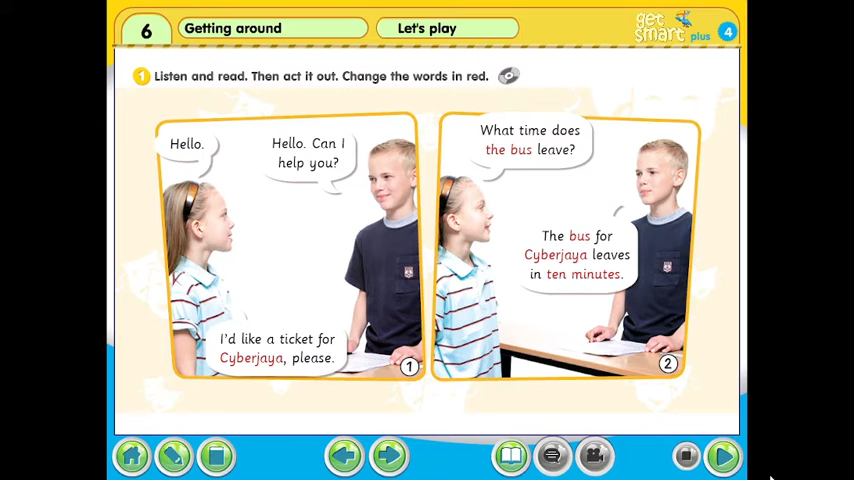 6
Getting around
Let's play
get
smart plus 4
1 Listen and read. Then act it out. Change the words in red.
Hello.
Hello. Can I
help you?
I'd like a ticket for
Cyberjaya, please.
1
What time does
the bus leave?
The bus for
Cyberjaya leaves
in ten minutes.
2